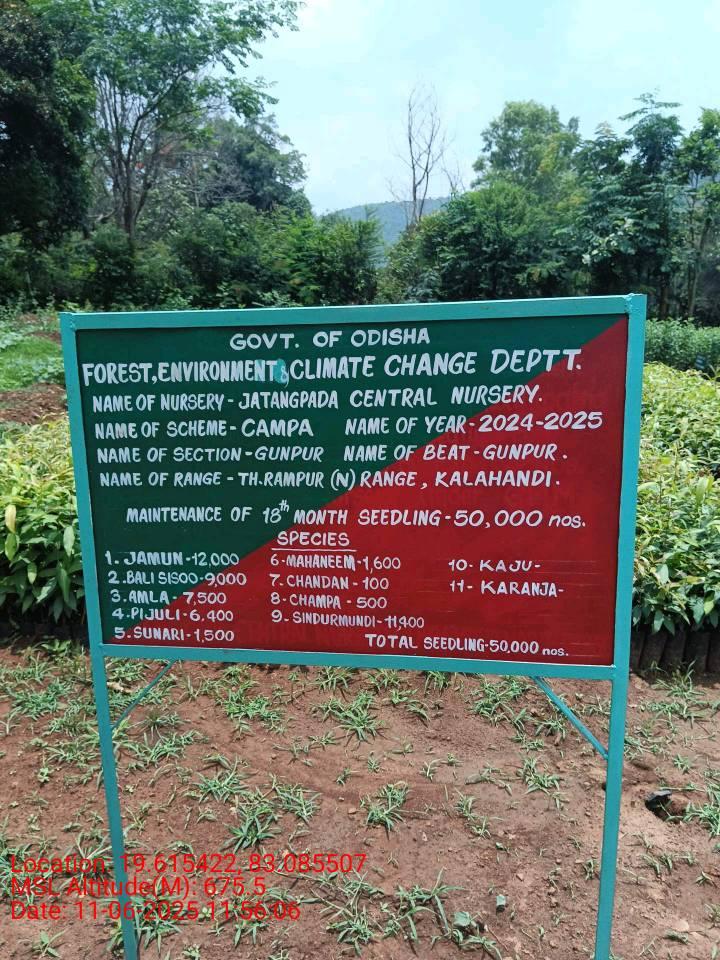 GOVT. OF ODISHA
FOREST, ENVIRONMENT & CLIMATE CHANGE DEPTT.
NAME OF NURSERY - JATANGPADA CENTRAL NURSERY.
NAME OF SCHEME - CAMPA NAME OF YEAR - 2024-2025
NAME OF SECTION - GUNPUR NAME OF BEAT - GUNPUR.
NAME OF RANGE - TH.RAMPUR (N) RANGE, KALAHANDI.
MAINTENANCE OF 18th MONTH SEEDLING - 50,000 nos.
SPECIES
1. JAMUN - 12,000
2. BALI SISOO - 9,000
3. AMLA - 7,500
4. PIJULI - 6,400
5. SUNARI - 1,500
6 - MAHANEEM - 1,600
7. CHANDAN - 100
8 - CHAMPA - 500
9. SINDURMUNDI - 11,400
10 - KAJU -
11 - KARANJA -
TOTAL SEEDLING - 50,000 nos.
Location: 19.615422, 83.085507
MSL Altitude(M): 675.5
Date: 11-06-2025 11:56:06